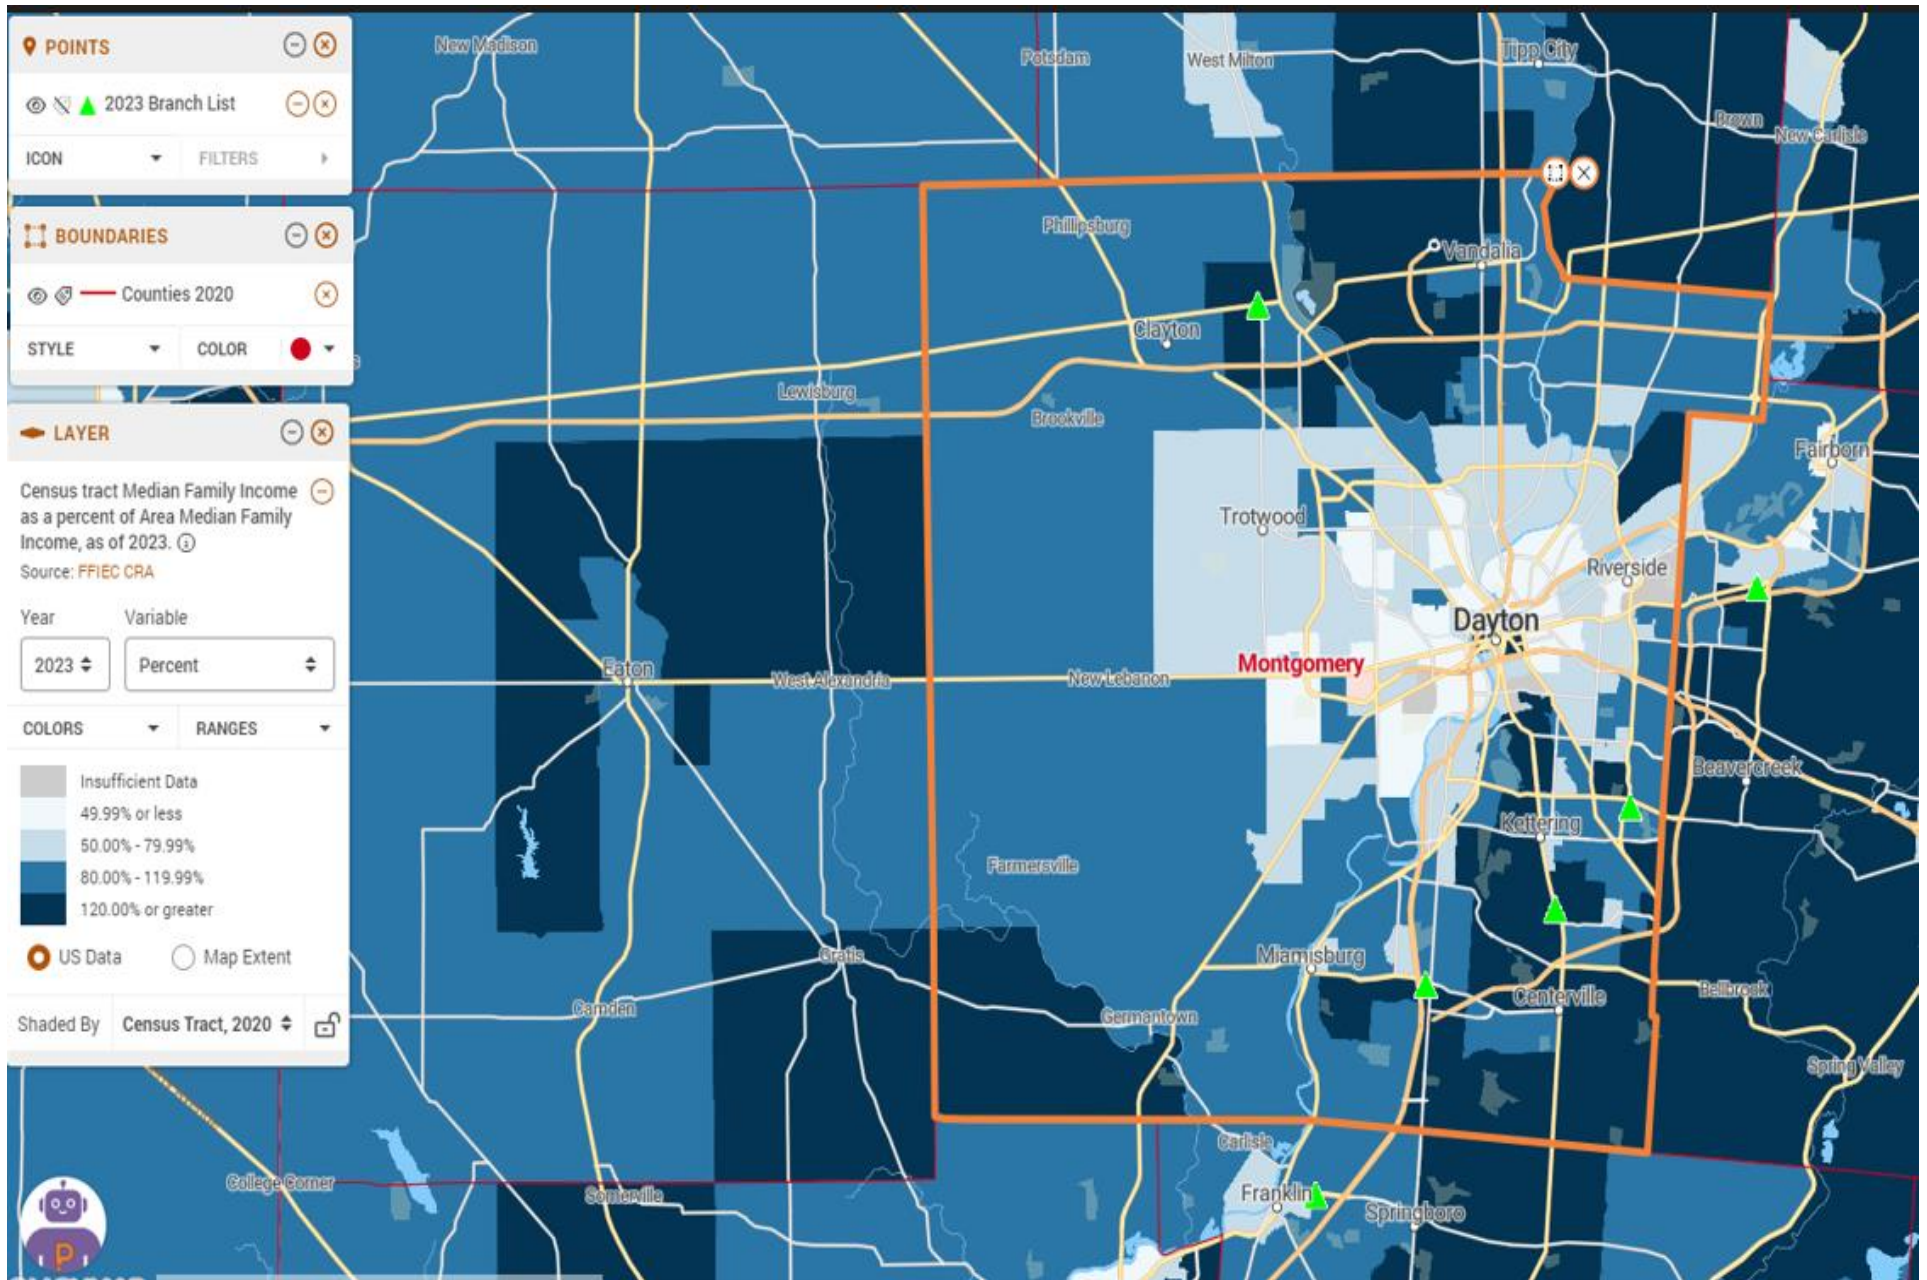 POINTS
2023 Branch List
ICON
FILTERS
BOUNDARIES
Counties 2020
STYLE
COLOR
LAYER
Census tract Median Family Income
as a percent of Area Median Family
Income, as of 2023.
Source: FFIEC CRA
Year
Variable
2023
Percent
COLORS
RANGES
Insufficient Data
49.99% or less
50.00% - 79.99%
80.00% - 119.99%
120.00% or greater
US Data
Map Extent
Shaded By
Census Tract, 2020
New Madison
Potsdam
West Milton
Tipp City
Brown
New Carlisle
Phillipsburg
Vandalia
Clayton
Lewisburg
Brookville
Fairborn
Trotwood
Riverside
Dayton
Montgomery
Eaton
West Alexandria
New Lebanon
Beavercreek
Kettering
Farmersville
Gratis
Miamisburg
Centerville
Bellbrook
Camden
Germantown
Spring Valley
Carlisle
College Corner
Somerville
Franklin
Springboro
P